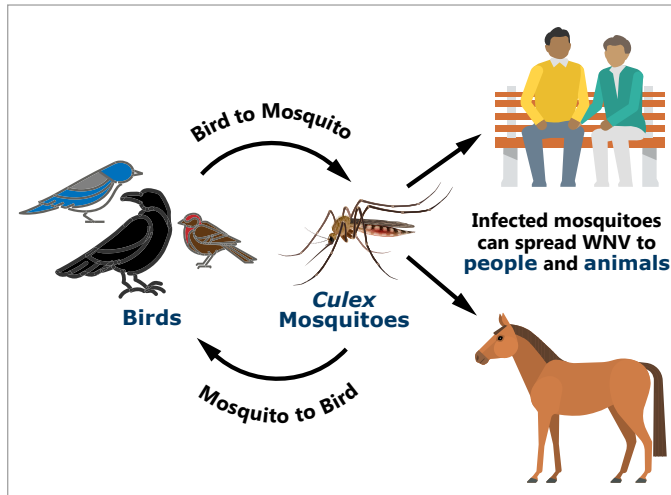 Bird to Mosquito
Birds
Culex
Mosquitoes
Mosquito to Bird
Infected mosquitoes
can spread WNV to
people and animals